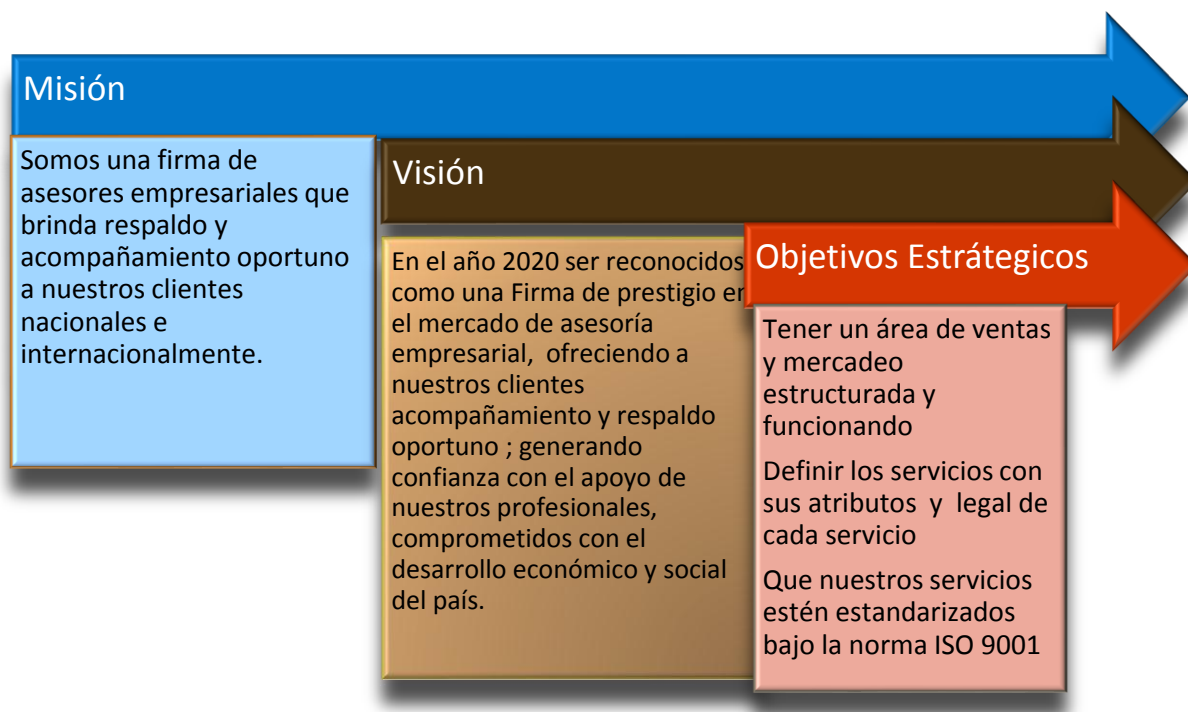 Misión
Somos una firma de
asesores empresariales que
brinda respaldo y
acompañamiento oportuno
a nuestros clientes
nacionales e
internacionalmente.
Visión
En el año 2020 ser reconocidos
como una Firma de prestigio en
el mercado de asesoría
empresarial,  ofreciendo a
nuestros clientes
acompañamiento y respaldo
oportuno ; generando
confianza con el apoyo de
nuestros profesionales,
comprometidos con el
desarrollo económico y social
del país.
Objetivos Estrátegicos
Tener un área de ventas
y mercadeo
estructurada y
funcionando
Definir los servicios con
sus atributos  y  legal de
cada servicio
Que nuestros servicios
estén estandarizados
bajo la norma ISO 9001